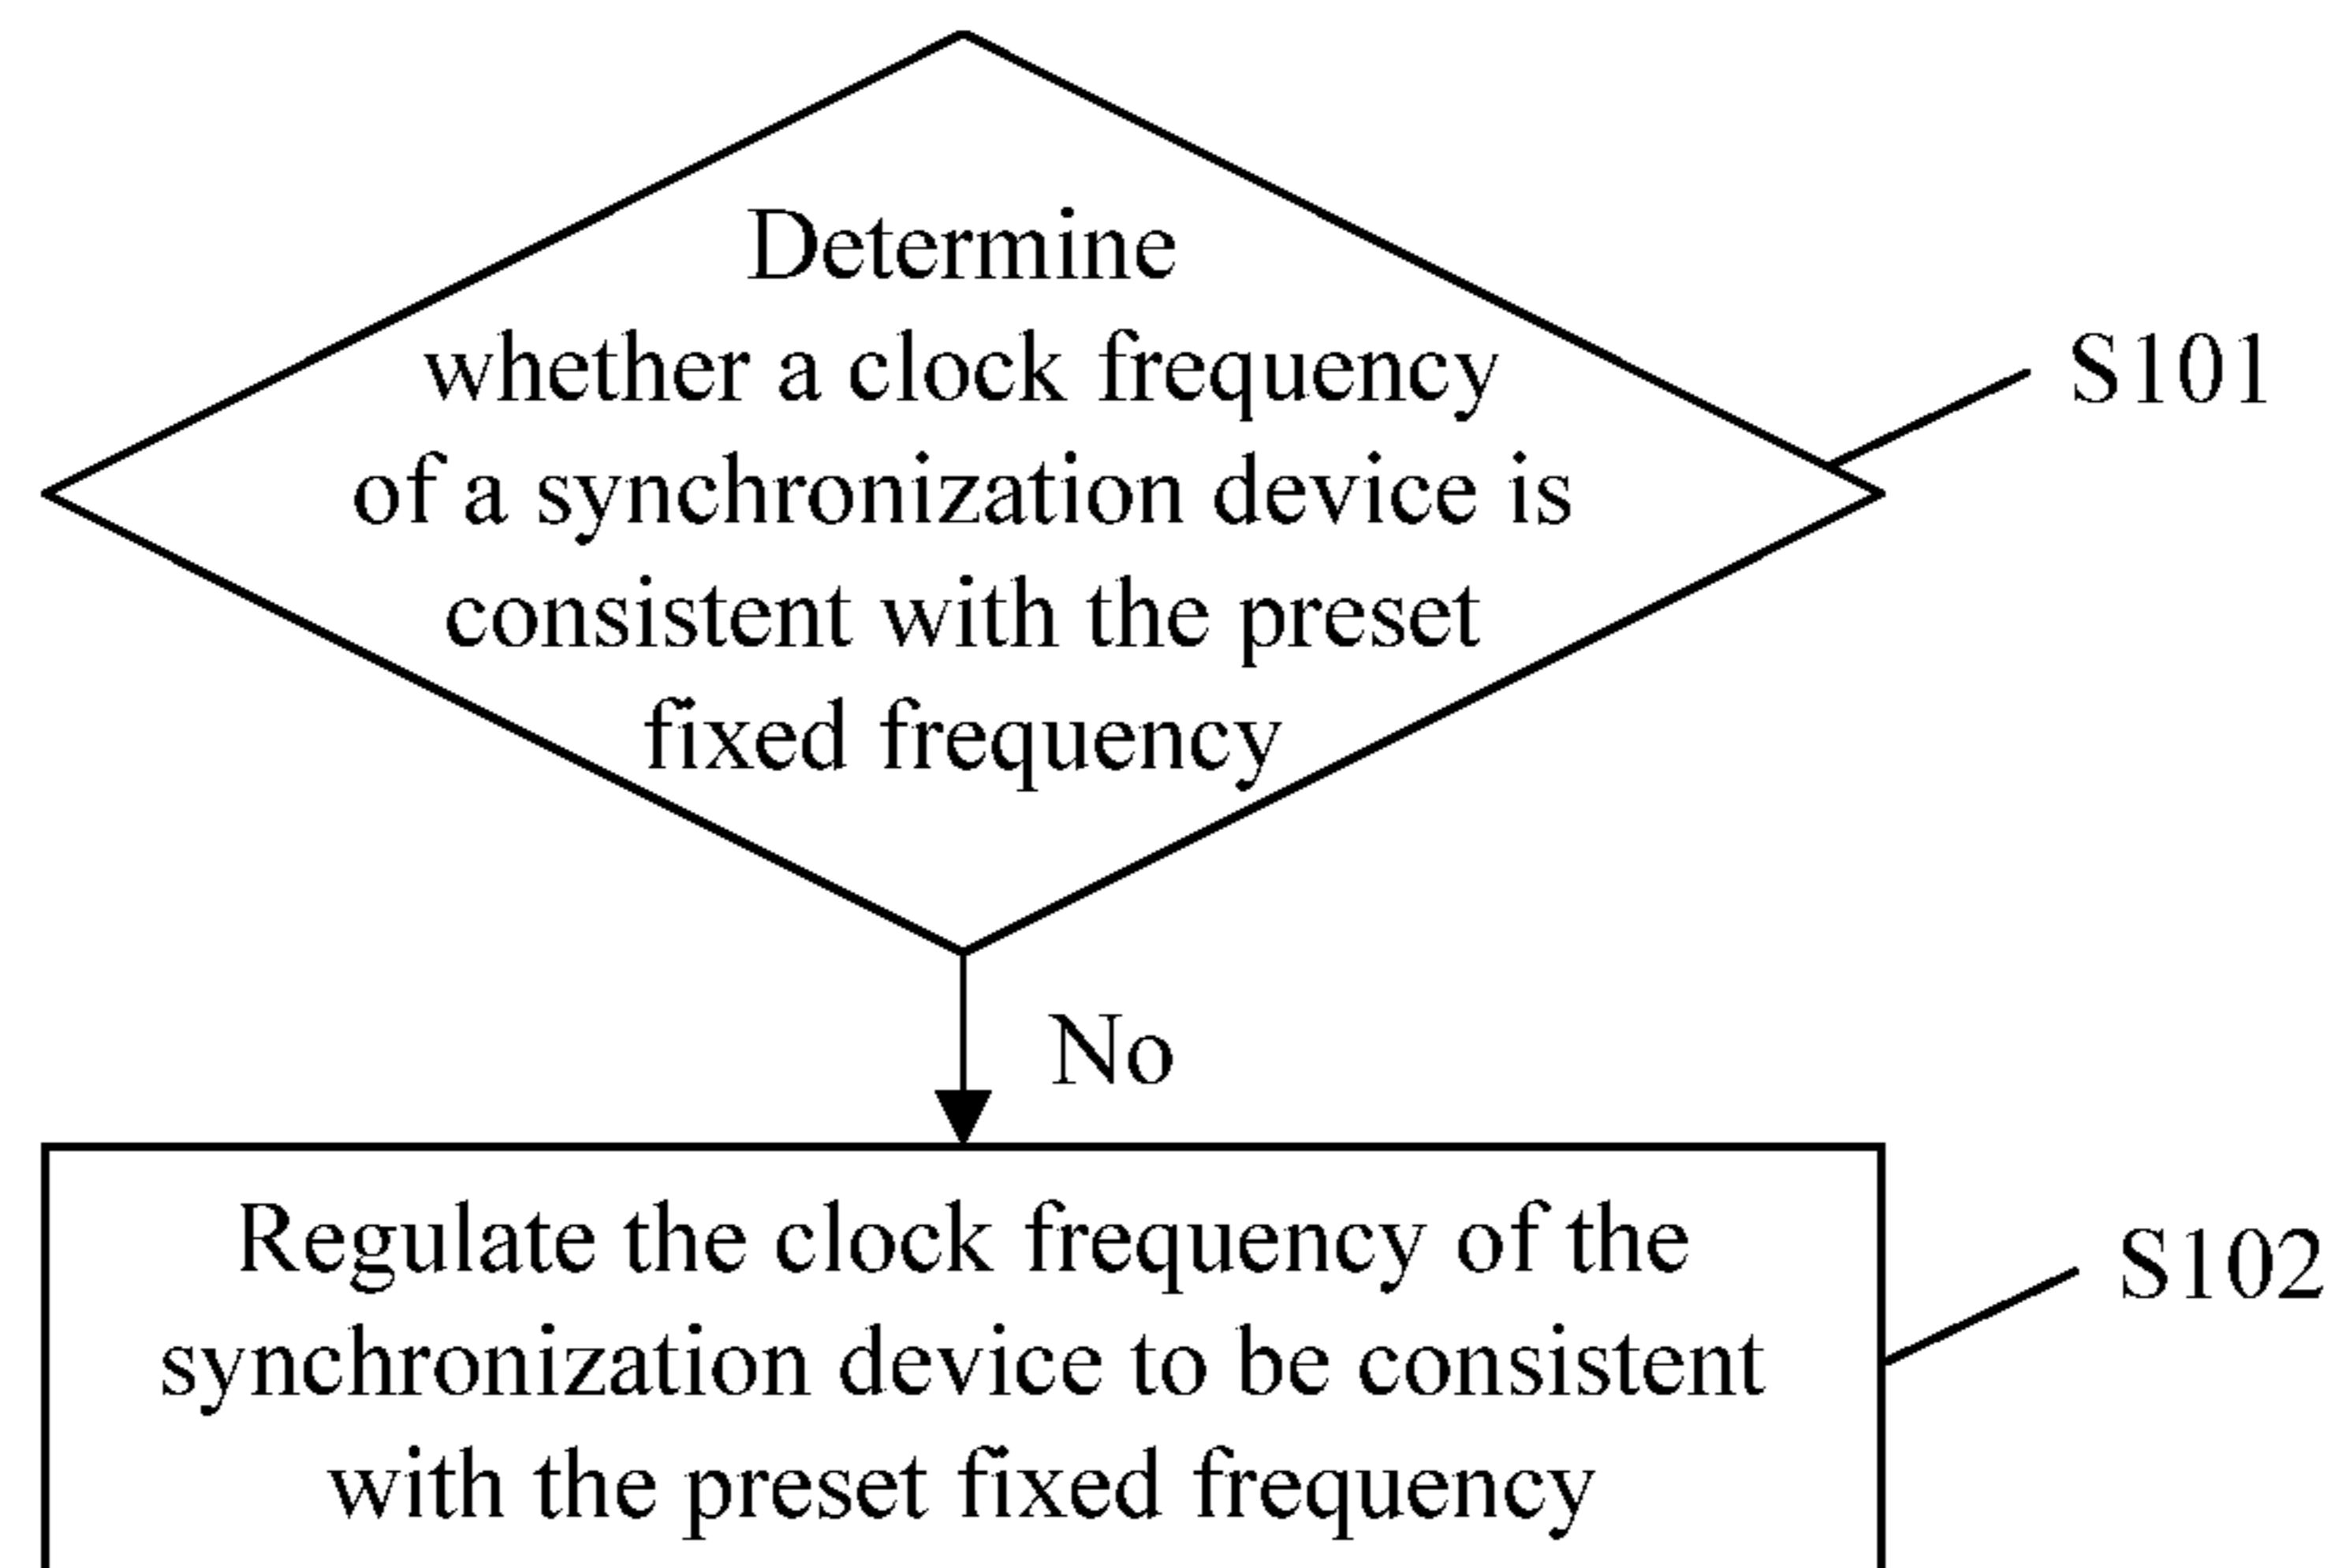 Determine
whether a clock frequency
of a synchronization device is
consistent with the preset
fixed frequency
S101
No
Regulate the clock frequency of the
synchronization device to be consistent
with the preset fixed frequency
S102